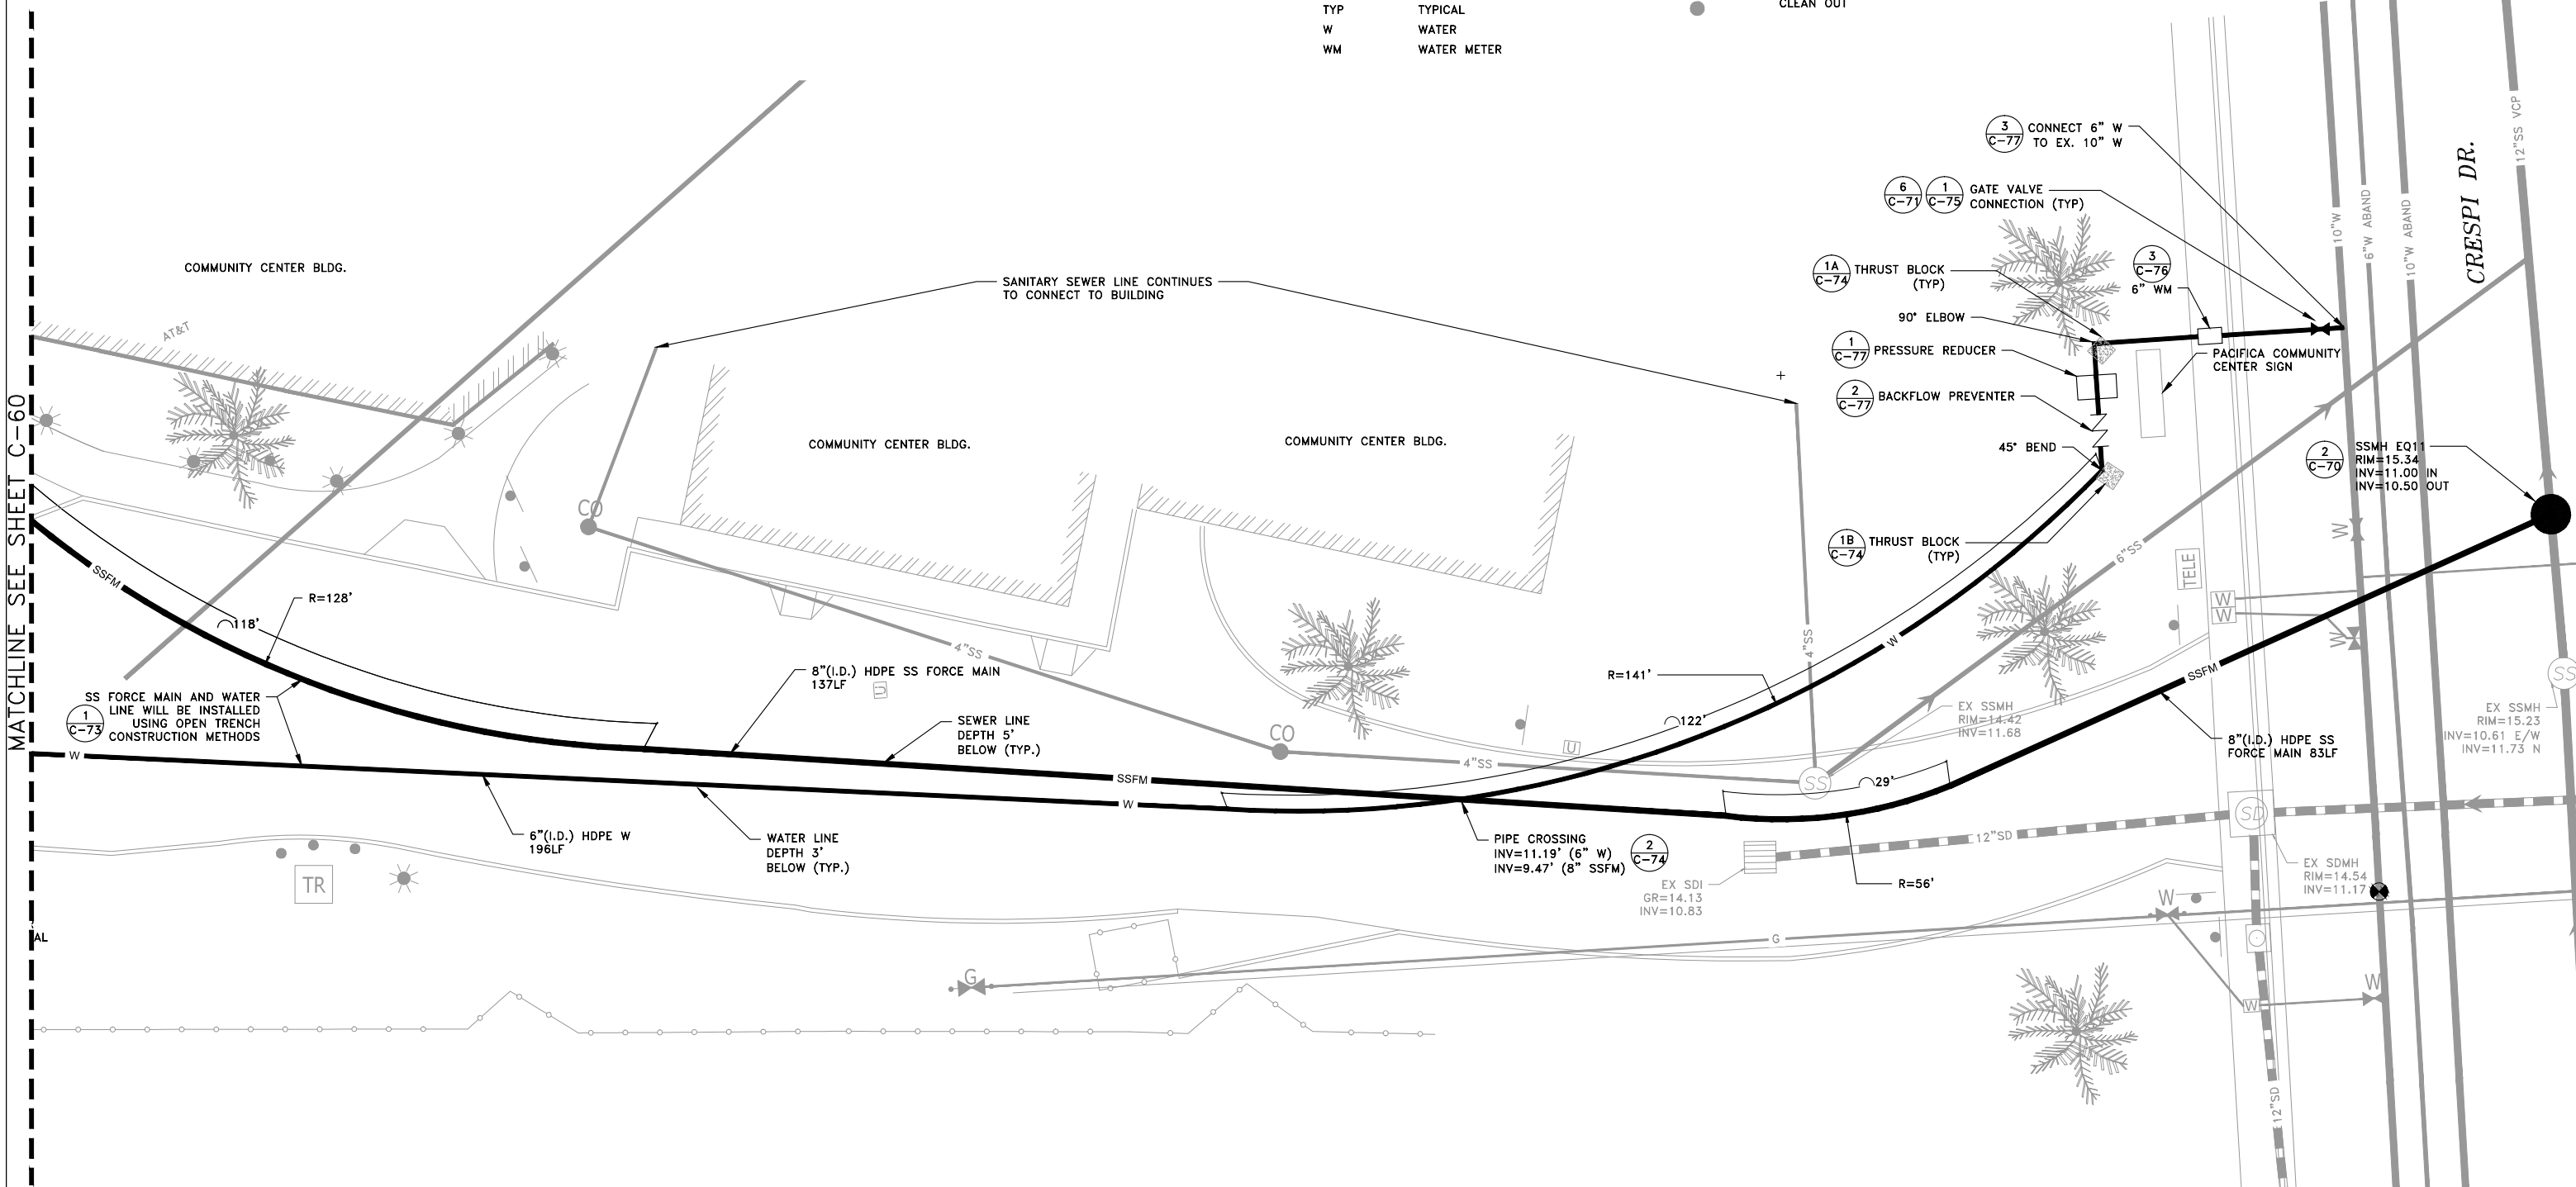 TYP TYPICAL
W WATER
WM WATER METER
CLEAN OUT
MATCHLINE SEE SHEET C-60
COMMUNITY CENTER BLDG.
AT&T
SANITARY SEWER LINE CONTINUES
TO CONNECT TO BUILDING
COMMUNITY CENTER BLDG.
COMMUNITY CENTER BLDG.
CO
4"SS
CO
4"SS
4"SS
SS
6"SS
3
C-77
CONNECT 6" W
TO EX. 10" W
6
C-71
1
C-75
GATE VALVE
CONNECTION (TYP)
1A
C-74
THRUST BLOCK
(TYP)
3
C-76
6" WM
90° ELBOW
1
C-77
PRESSURE REDUCER
2
C-77
BACKFLOW PREVENTER
45° BEND
PACIFICA COMMUNITY
CENTER SIGN
1B
C-74
THRUST BLOCK
(TYP)
10"W
6"W ABAND
10"W ABAND
CRESPI DR.
12"SS VCP
2
C-70
SSMH EQ11
RIM=15.34
INV=11.00 IN
INV=10.50 OUT
W
TELE
W
W
W
SSFM
118'
R=128'
1
C-73
SS FORCE MAIN AND WATER
LINE WILL BE INSTALLED
USING OPEN TRENCH
CONSTRUCTION METHODS
W
8"(I.D.) HDPE SS FORCE MAIN
137LF
U
SEWER LINE
DEPTH 5'
BELOW (TYP.)
SSFM
W
6"(I.D.) HDPE W
196LF
WATER LINE
DEPTH 3'
BELOW (TYP.)
U
R=141'
122'
W
PIPE CROSSING
INV=11.19' (6" W)
INV=9.47' (8" SSFM)
2
C-74
29'
R=56'
EX SSMH
RIM=14.42
INV=11.68
SSFM
8"(I.D.) HDPE SS
FORCE MAIN 83LF
SS
EX SSMH
RIM=15.23
INV=10.61 E/W
INV=11.73 N
12"SD
SD
EX SDI
GR=14.13
INV=10.83
EX SDMH
RIM=14.54
INV=11.17
TR
AL
G
G
W
W
W
12"SD